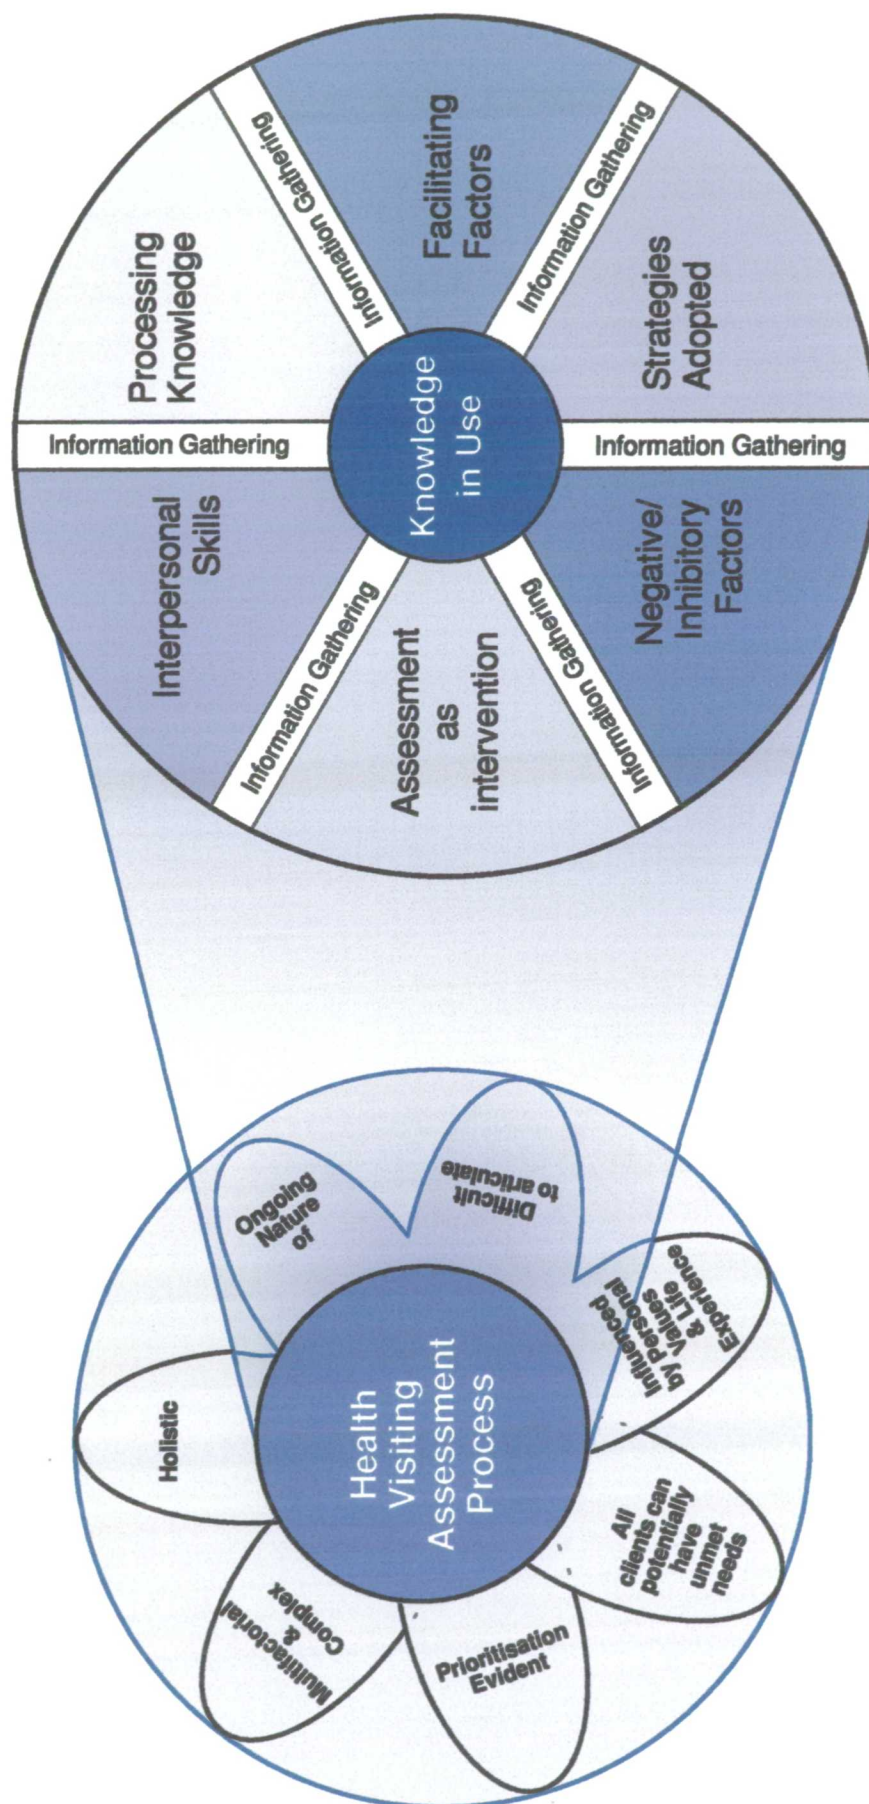 Health
Visiting
Assessment
Process
Holistic
Ongoing
Nature
of
Difficult
to articulate
Influenced
by Personal
Values
& Life
Experience
All
clients can
potentially
have
unmet
needs
Prioritisation
Evident
Multifactorial
&
Complex
Knowledge
in Use
Interpersonal
Skills
Information Gathering
Processing
Knowledge
Information Gathering
Facilitating
Factors
Information Gathering
Strategies
Adopted
Information Gathering
Negative/
Inhibitory
Factors
Information Gathering
Assessment
as
intervention
Information Gathering